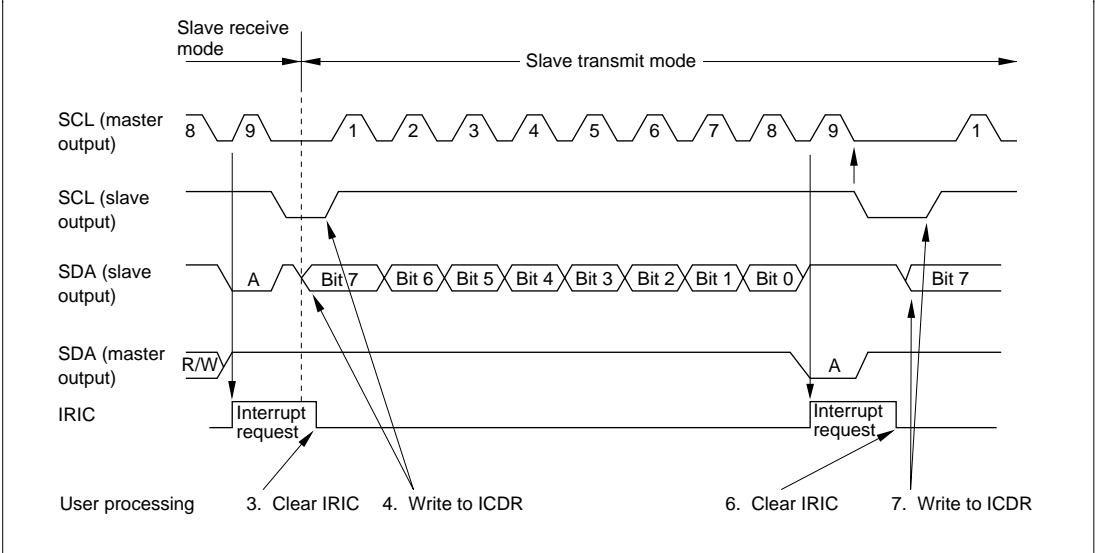 Slave receive
mode
Slave transmit mode
SCL (master
output)
8 9 1 2 3 4 5 6 7 8 9 1
SCL (slave
output)
SDA (slave
output)
A Bit 7 Bit 6 Bit 5 Bit 4 Bit 3 Bit 2 Bit 1 Bit 0 Bit 7
SDA (master
output)
R/W A
IRIC
Interrupt
request
Interrupt
request
User processing 3. Clear IRIC 4. Write to ICDR 6. Clear IRIC 7. Write to ICDR